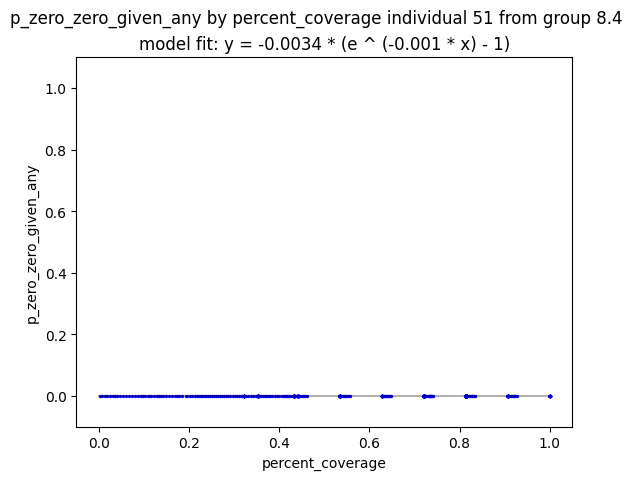 p_zero_zero_given_any by percent_coverage individual 51 from group 8.4
model fit: y = -0.0034 * (e ^ (-0.001 * x) - 1)
1.0
0.8
0.6
0.4
0.2
0.0
p_zero_zero_given_any
0.0 0.2 0.4 0.6 0.8 1.0
percent_coverage